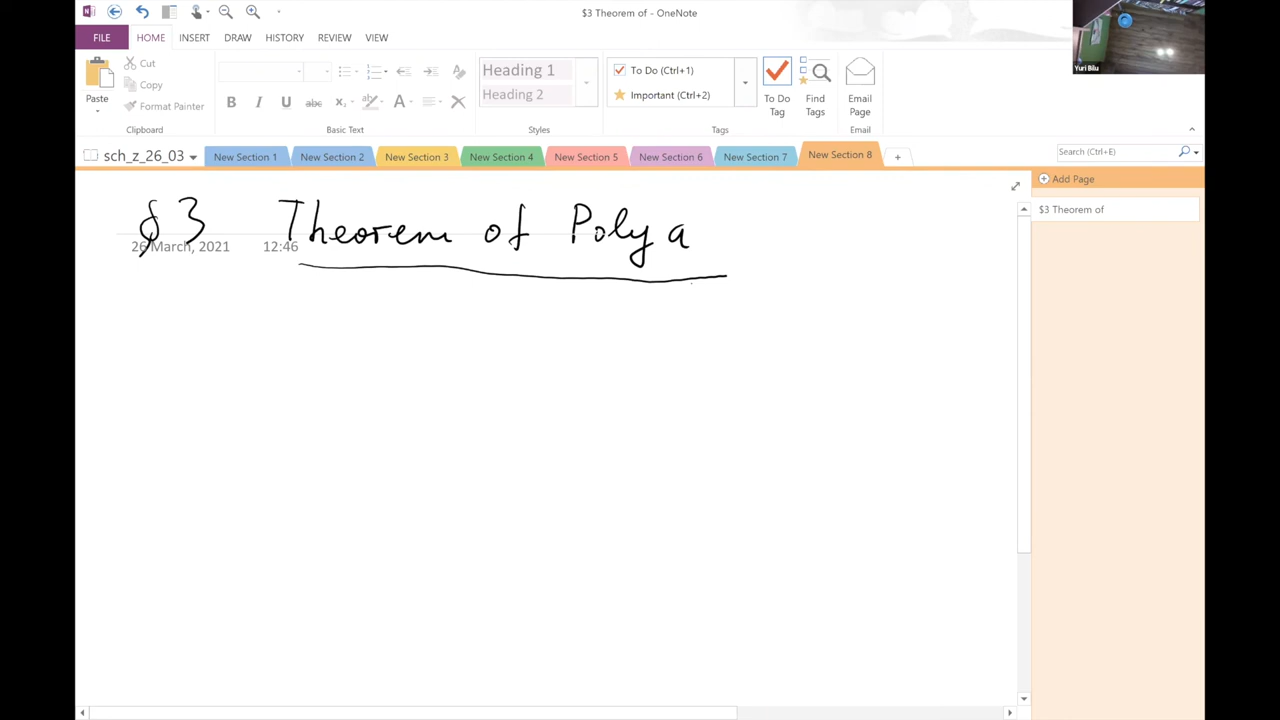 $3 Theorem of - OneNote
FILE HOME INSERT DRAW HISTORY REVIEW VIEW
Paste
Cut
Copy
Format Painter
Clipboard
B I U abc x₂ A
Basic Text
Heading 1
Heading 2
Styles
To Do (Ctrl+1)
Important (Ctrl+2)
Tags
To Do Tag
Find Tags
Email Page
Email
Yuri Bilu
sch_z_26_03 New Section 1 New Section 2 New Section 3 New Section 4 New Section 5 New Section 6 New Section 7 New Section 8 + Search (Ctrl+E)
Add Page
$3 Theorem of
§3 Theorem of Polya
26 March, 2021 12:46